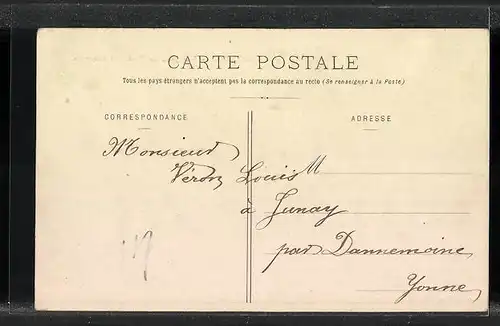 CARTE POSTALE
Tous les pays étrangers n'acceptent pas la correspondance au recto (Se renseigner à la Poste)
CORRESPONDANCE
ADRESSE
Monsieur
Véron Louis
à Junay
par Dannemoine
Yonne